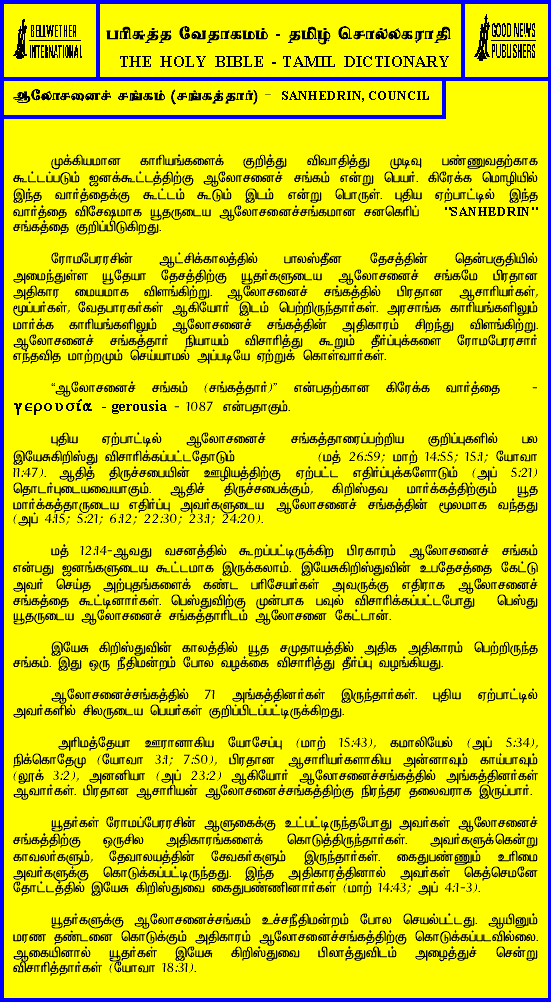 BELLWETHER
INTERNATIONAL
பரிசுத்த வேதாகமம் - தமிழ் சொல்லகராதி
THE HOLY BIBLE - TAMIL DICTIONARY
GOOD NEWS
PUBLISHERS
ஆலோசனைச் சங்கம் (சங்கத்தார்) - SANHEDRIN, COUNCIL
முக்கியமான காரியங்களைக் குறித்து விவாதித்து முடிவு பண்ணுவதற்காக
கூட்டப்படும் ஜனக்கூட்டத்திற்கு ஆலோசனைச் சங்கம் என்று பெயர். கிரேக்க மொழியில்
இந்த வார்த்தைக்கு கூட்டம் கூடும் இடம் என்று பொருள். புதிய ஏற்பாட்டில் இந்த
வார்த்தை விசேஷமாக யூதருடைய ஆலோசனைச்சங்கமான சனகெரிப் "SANHEDRIN"
சங்கத்தை குறிப்பிடுகிறது.
ரோமபேரரசின் ஆட்சிக்காலத்தில் பாலஸ்தீன தேசத்தின் தென்பகுதியில்
அமைந்துள்ள யூதேயா தேசத்திற்கு யூதர்களுடைய ஆலோசனைச் சங்கமே பிரதான
அதிகார மையமாக விளங்கிற்று. ஆலோசனைச் சங்கத்தில் பிரதான ஆசாரியர்கள்,
மூப்பர்கள், வேதபாரகர்கள் ஆகியோர் இடம் பெற்றிருந்தார்கள். அரசாங்க காரியங்களிலும்
மார்க்க காரியங்களிலும் ஆலோசனைச் சங்கத்தின் அதிகாரம் சிறந்து விளங்கிற்று.
ஆலோசனைச் சங்கத்தார் நியாயம் விசாரித்து கூறும் தீர்ப்புக்களை ரோமபேரரசார்
எந்தவித மாற்றமும் செய்யாமல் அப்படியே ஏற்றுக் கொள்வார்கள்.
"ஆலோசனைச் சங்கம் (சங்கத்தார்)" என்பதற்கான கிரேக்க வார்த்தை -
γερουσία - gerousia - 1087 என்பதாகும்.
புதிய ஏற்பாட்டில் ஆலோசனைச் சங்கத்தாரைப்பற்றிய குறிப்புகளில் பல
இயேசுகிறிஸ்து விசாரிக்கப்பட்டதோடும் (மத் 26:59; மாற் 14:55; 15:1; யோவா
11:47). ஆதித் திருச்சபையின் ஊழியத்திற்கு ஏற்பட்ட எதிர்ப்புக்களோடும் (அப் 5:21)
தொடர்புடையவையாகும். ஆதிச் திருச்சபைக்கும், கிறிஸ்தவ மார்க்கத்திற்கும் யூத
மார்க்கத்தாருடைய எதிர்ப்பு அவர்களுடைய ஆலோசனைச் சங்கத்தின் மூலமாக வந்தது
(அப் 4:15; 5:21; 6:12; 22:30; 23:1; 24:20).
மத் 12:14-ஆவது வசனத்தில் கூறப்பட்டிருக்கிற பிரகாரம் ஆலோசனைச் சங்கம்
என்பது ஜனங்களுடைய கூட்டமாக இருக்கலாம். இயேசுகிறிஸ்துவின் உபதேசத்தை கேட்டு
அவர் செய்த அற்புதங்களைக் கண்ட பரிசேயர்கள் அவருக்கு எதிராக ஆலோசனைச்
சங்கத்தை கூட்டினார்கள். பெஸ்துவிற்கு முன்பாக பவுல் விசாரிக்கப்பட்டபோது பெஸ்து
யூதருடைய ஆலோசனைச் சங்கத்தாரிடம் ஆலோசனை கேட்டான்.
இயேசு கிறிஸ்துவின் காலத்தில் யூத சமுதாயத்தில் அதிக அதிகாரம் பெற்றிருந்த
சங்கம். இது ஒரு நீதிமன்றம் போல வழக்கை விசாரித்து தீர்ப்பு வழங்கியது.
ஆலோசனைச்சங்கத்தில் 71 அங்கத்தினர்கள் இருந்தார்கள். புதிய ஏற்பாட்டில்
அவர்களில் சிலருடைய பெயர்கள் குறிப்பிடப்பட்டிருக்கிறது.
அரிமத்தேயா ஊரானாகிய யோசேப்பு (மாற் 15:43), கமாலியேல் (அப் 5:34),
நிக்கொதேமு (யோவா 3:1; 7:50), பிரதான ஆசாரியர்களாகிய அன்னாவும் காய்பாவும்
(லூக் 3:2), அனனியா (அப் 23:2) ஆகியோர் ஆலோசனைச்சங்கத்தில் அங்கத்தினர்கள்
ஆவார்கள். பிரதான ஆசாரியன் ஆலோசனைச்சங்கத்திற்கு நிரந்தர தலைவராக இருப்பார்.
யூதர்கள் ரோமப்பேரரசின் ஆளுகைக்கு உட்பட்டிருந்தபோது அவர்கள் ஆலோசனைச்
சங்கத்திற்கு ஒருசில அதிகாரங்களைக் கொடுத்திருந்தார்கள். அவர்களுக்கென்று
காவலர்களும், தேவாலயத்தின் சேவகர்களும் இருந்தார்கள். கைதுபண்ணும் உரிமை
அவர்களுக்கு கொடுக்கப்பட்டிருந்தது. இந்த அதிகாரத்தினால் அவர்கள் கெத்செமனே
தோட்டத்தில் இயேசு கிறிஸ்துவை கைதுபண்ணினார்கள் (மாற் 14:43; அப் 4:1-3).
யூதர்களுக்கு ஆலோசனைச்சங்கம் உச்சநீதிமன்றம் போல செயல்பட்டது. ஆயினும்
மரண தண்டனை கொடுக்கும் அதிகாரம் ஆலோசனைச்சங்கத்திற்கு கொடுக்கப்படவில்லை.
ஆகையினால் யூதர்கள் இயேசு கிறிஸ்துவை பிலாத்துவிடம் அழைத்துச் சென்று
விசாரித்தார்கள் (யோவா 18:31).